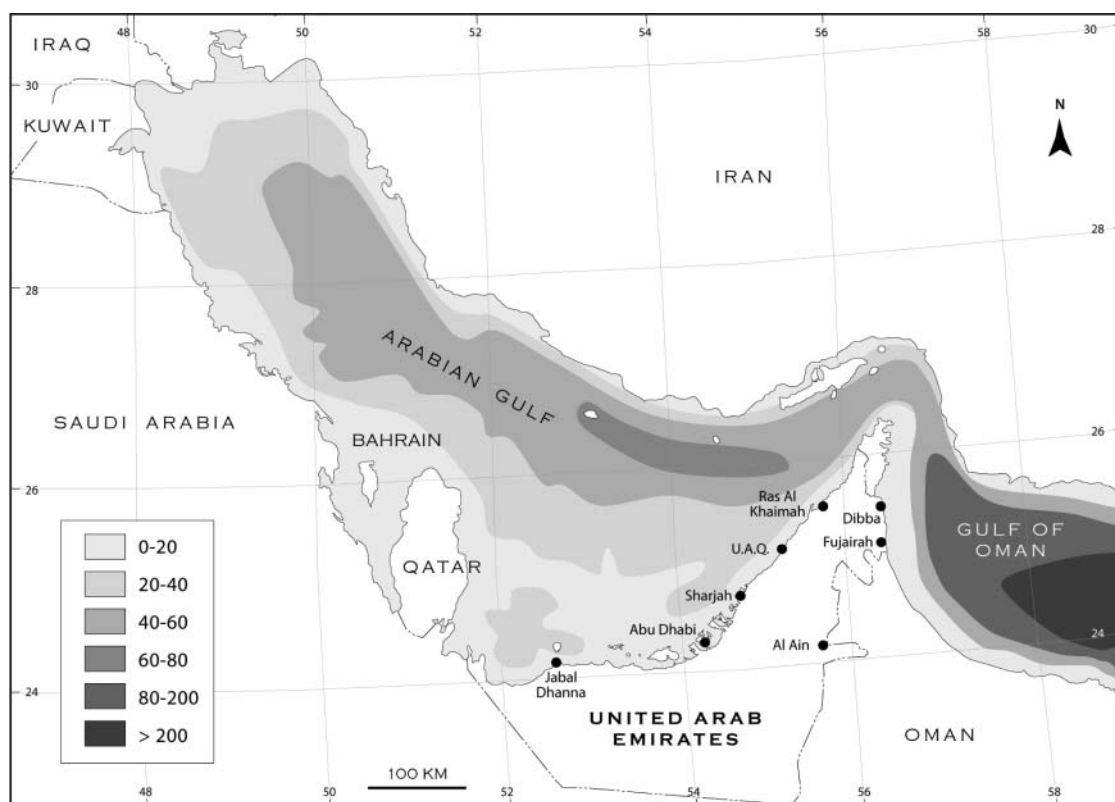 48
50
52
54
56
58
30
IRAQ
30
KUWAIT
N
IRAN
28
28
ARABIAN GULF
SAUDI ARABIA
BAHRAIN
26
26
Ras Al
Khaimah
Dibba
U.A.Q.
Fujairah
GULF OF
OMAN
QATAR
Sharjah
Abu Dhabi
Al Ain
24
Jabal
Dhanna
24
UNITED ARAB
EMIRATES
OMAN
0-20
20-40
40-60
60-80
80-200
> 200
100 KM
48
50
52
54
56
58